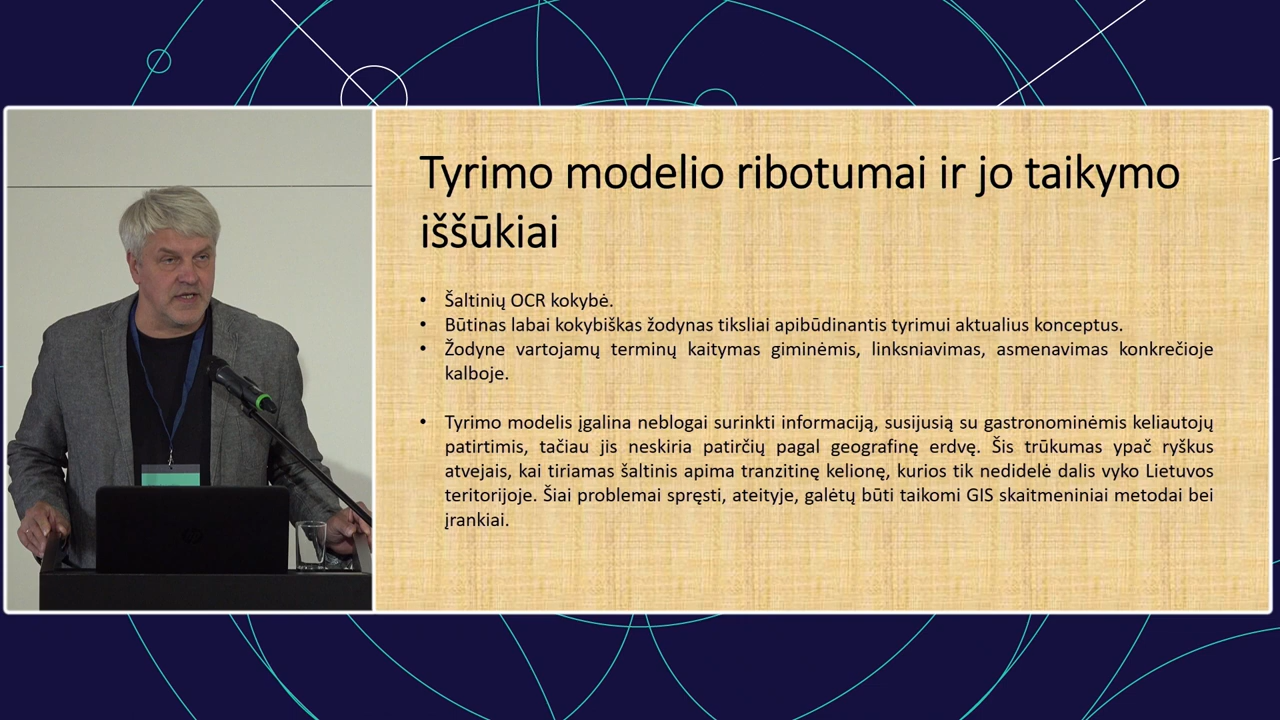 Tyrimo modelio ribotumai ir jo taikymo
iššūkiai
• Šaltinių OCR kokybė.
• Būtinas labai kokybiškas žodynas tiksliai apibūdinantis tyrimui aktualius konceptus.
• Žodyne vartojamų terminų kaitymas giminėmis, linksniavimas, asmenavimas konkrečioje
kalboje.
• Tyrimo modelis įgalina neblogai surinkti informaciją, susijusią su gastronominėmis keliautojų
patirtimis, tačiau jis neskiria patirčių pagal geografinę erdvę. Šis trūkumas ypač ryškus
atvejais, kai tiriamas šaltinis apima tranzitinę kelionę, kurios tik nedidelė dalis vyko Lietuvos
teritorijoje. Šiai problemai spręsti, ateityje, galėtų būti taikomi GIS skaitmeniniai metodai bei
įrankiai.